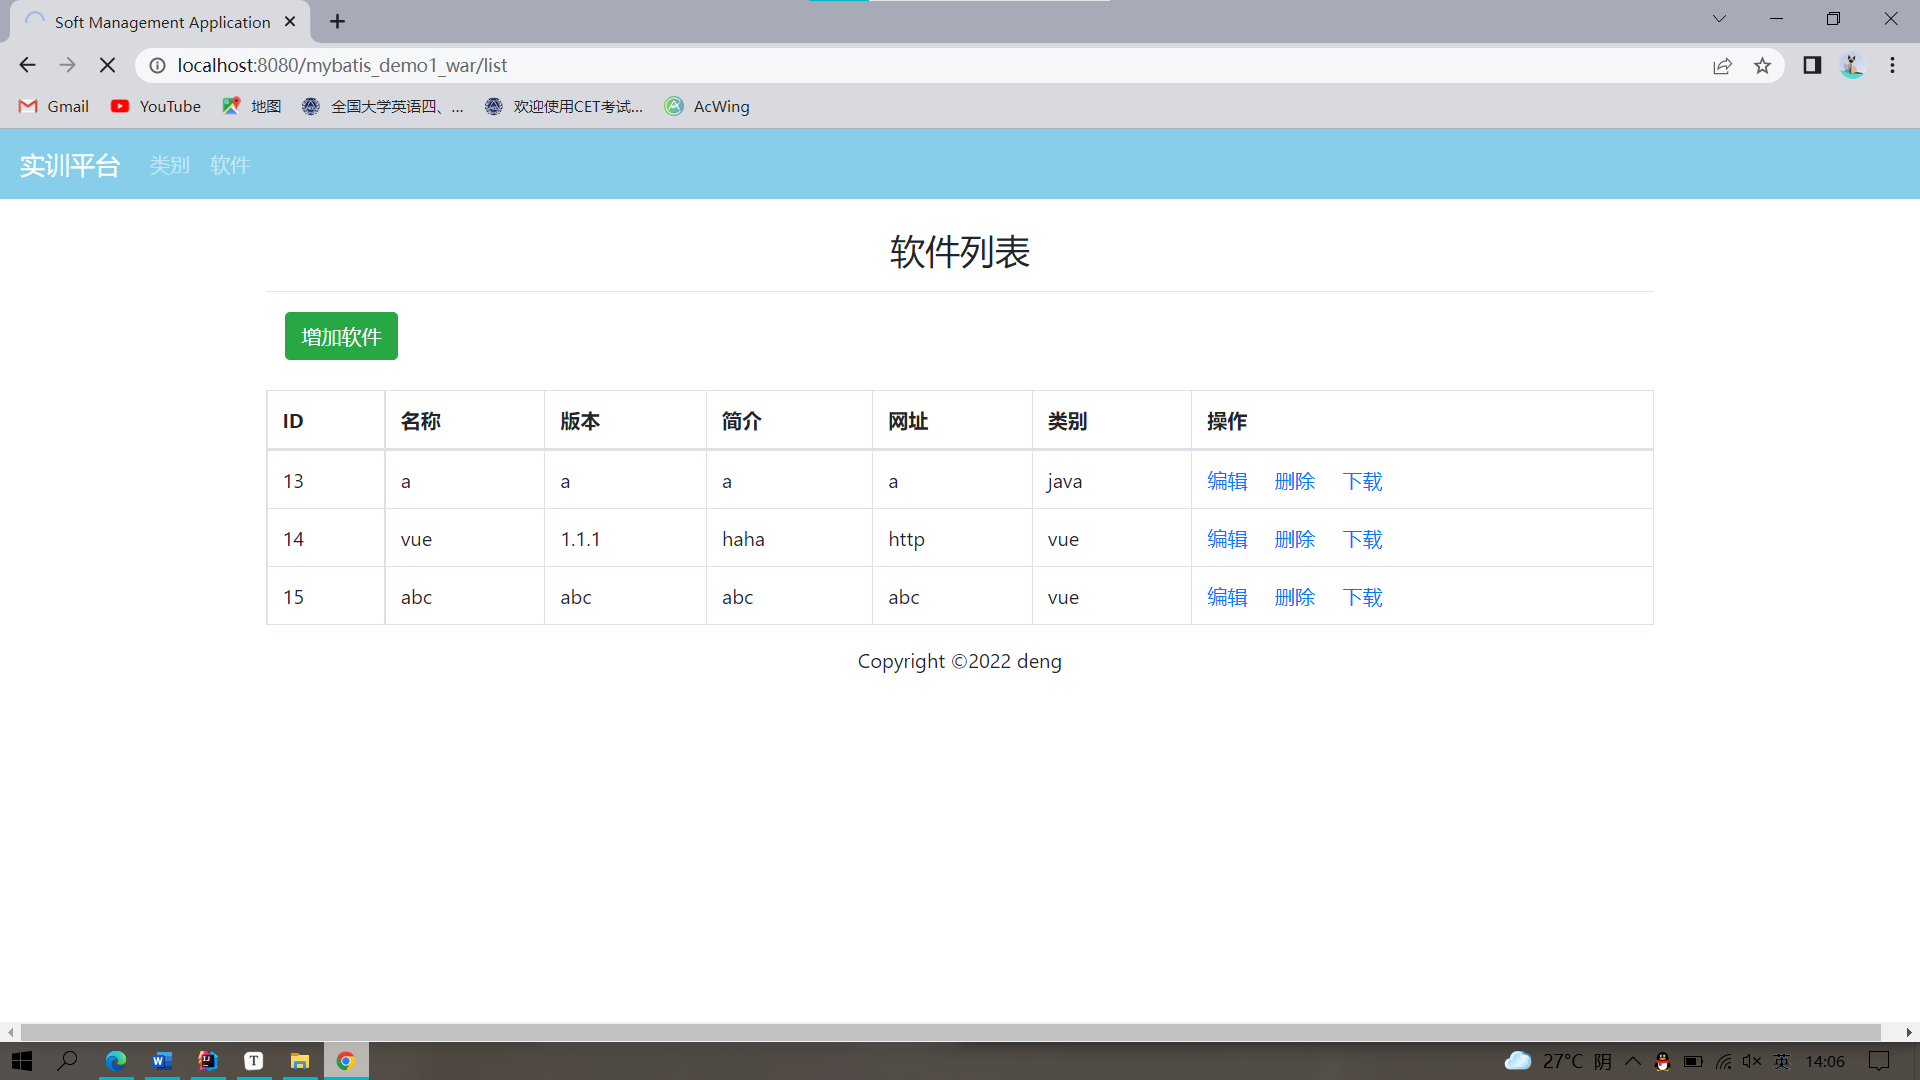 Soft Management Application
localhost:8080/mybatis_demo1_war/list
Gmail YouTube 地图 全国大学英语四、... 欢迎使用CET考试... AcWing
实训平台 类别 软件
软件列表
增加软件
ID 名称 版本 简介 网址 类别 操作
13 a a a a java 编辑 删除 下载
14 vue 1.1.1 haha http vue 编辑 删除 下载
15 abc abc abc abc vue 编辑 删除 下载
Copyright ©2022 deng
27°C 阴 英 14:06